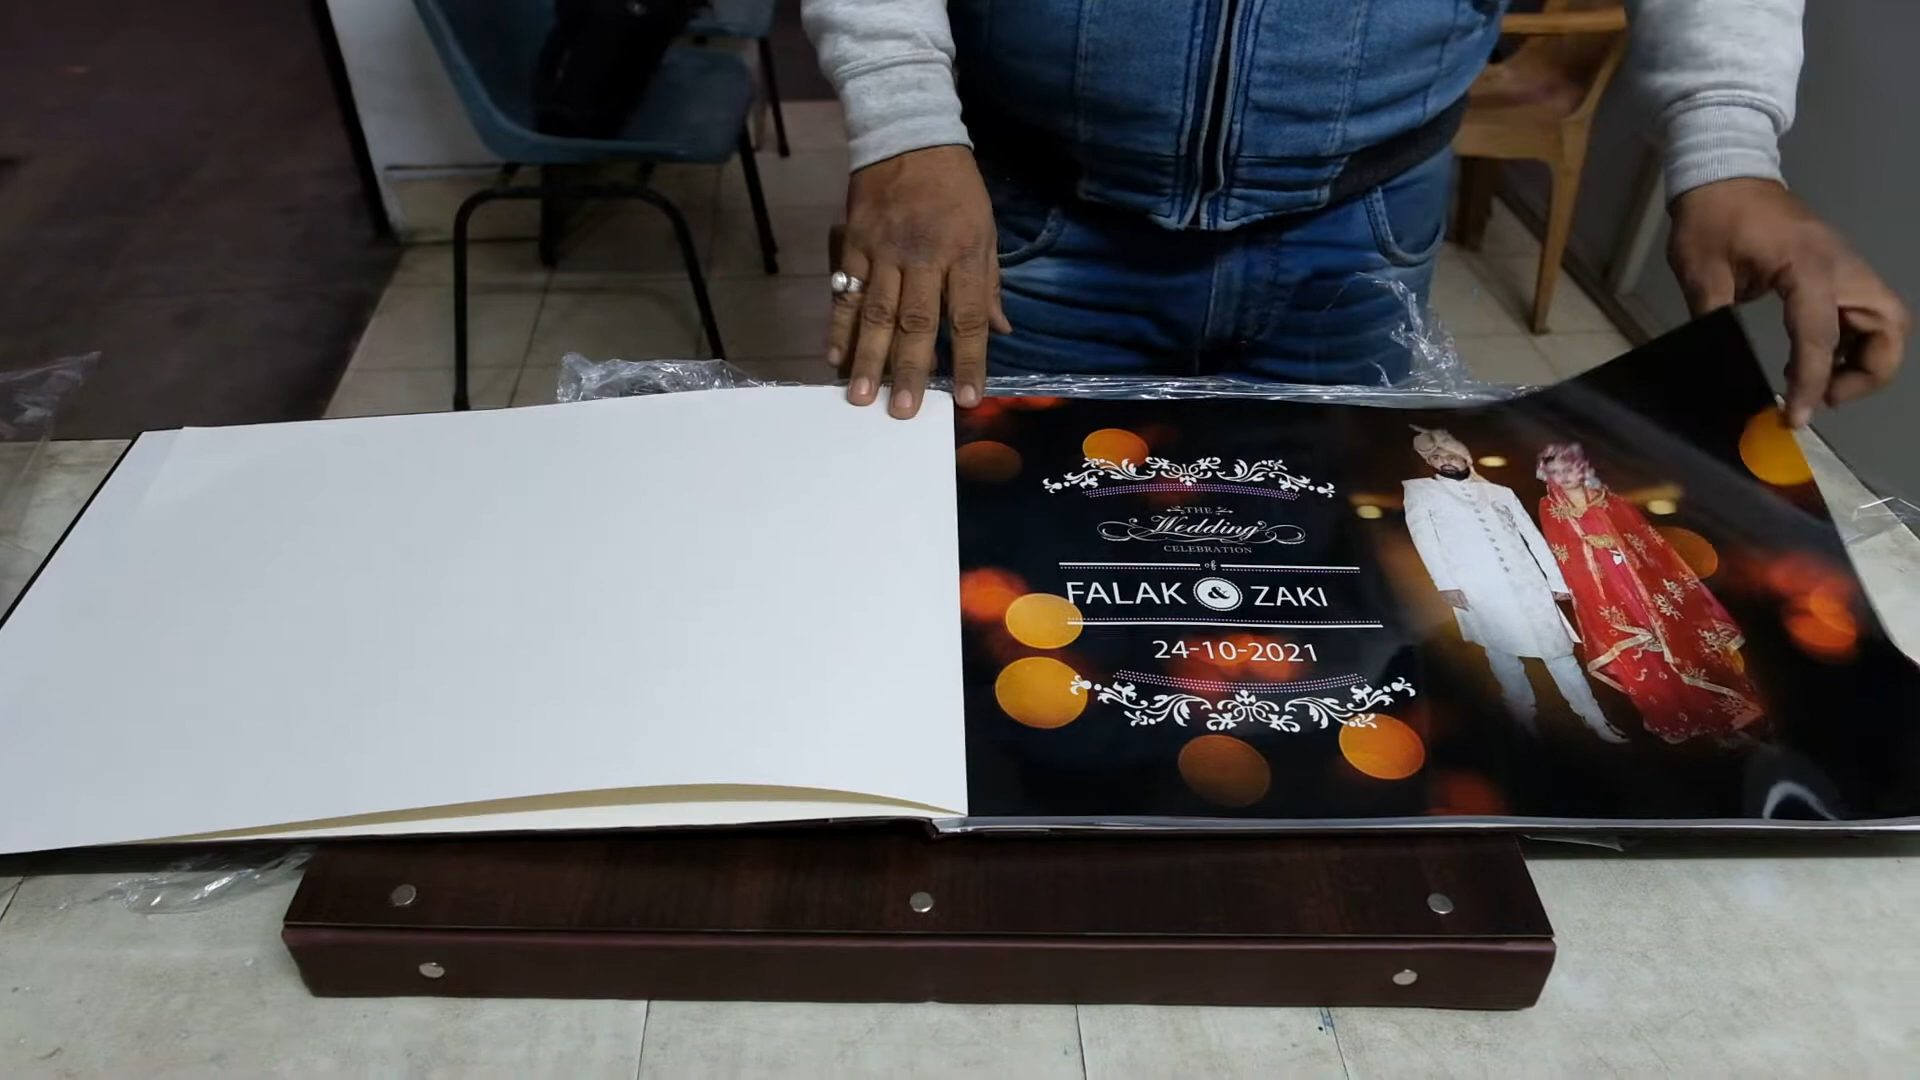 THE
Wedding
CELEBRATION
of
FALAK & ZAKI
24-10-2021